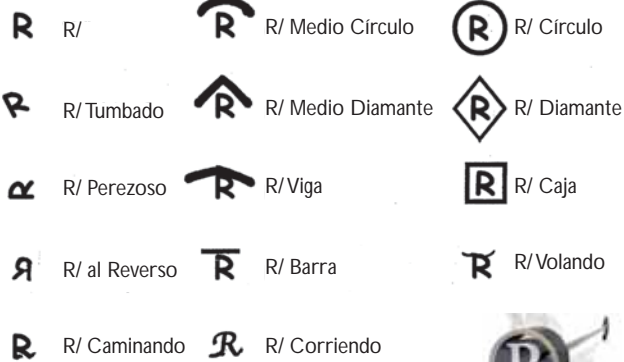 R R/ R R/ Medio Círculo R R/ Círculo
R R/ Tumbado R R/ Medio Diamante R R/ Diamante
R R/ Perezoso R R/ Viga R R/ Caja
R R/ al Reverso R R/ Barra R R/ Volando
R R/ Caminando R R/ Corriendo R